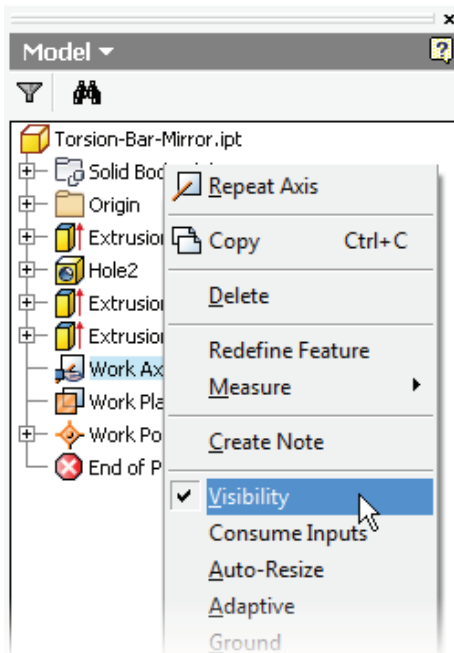 Model
Torsion-Bar-Mirror.ipt
Solid Bod
Origin
Extrusion
Hole2
Extrusion
Extrusion
Work Ax
Work Pla
Work Po
End of P
Repeat Axis
Copy Ctrl+C
Delete
Redefine Feature
Measure
Create Note
Visibility
Consume Inputs
Auto-Resize
Adaptive
Ground